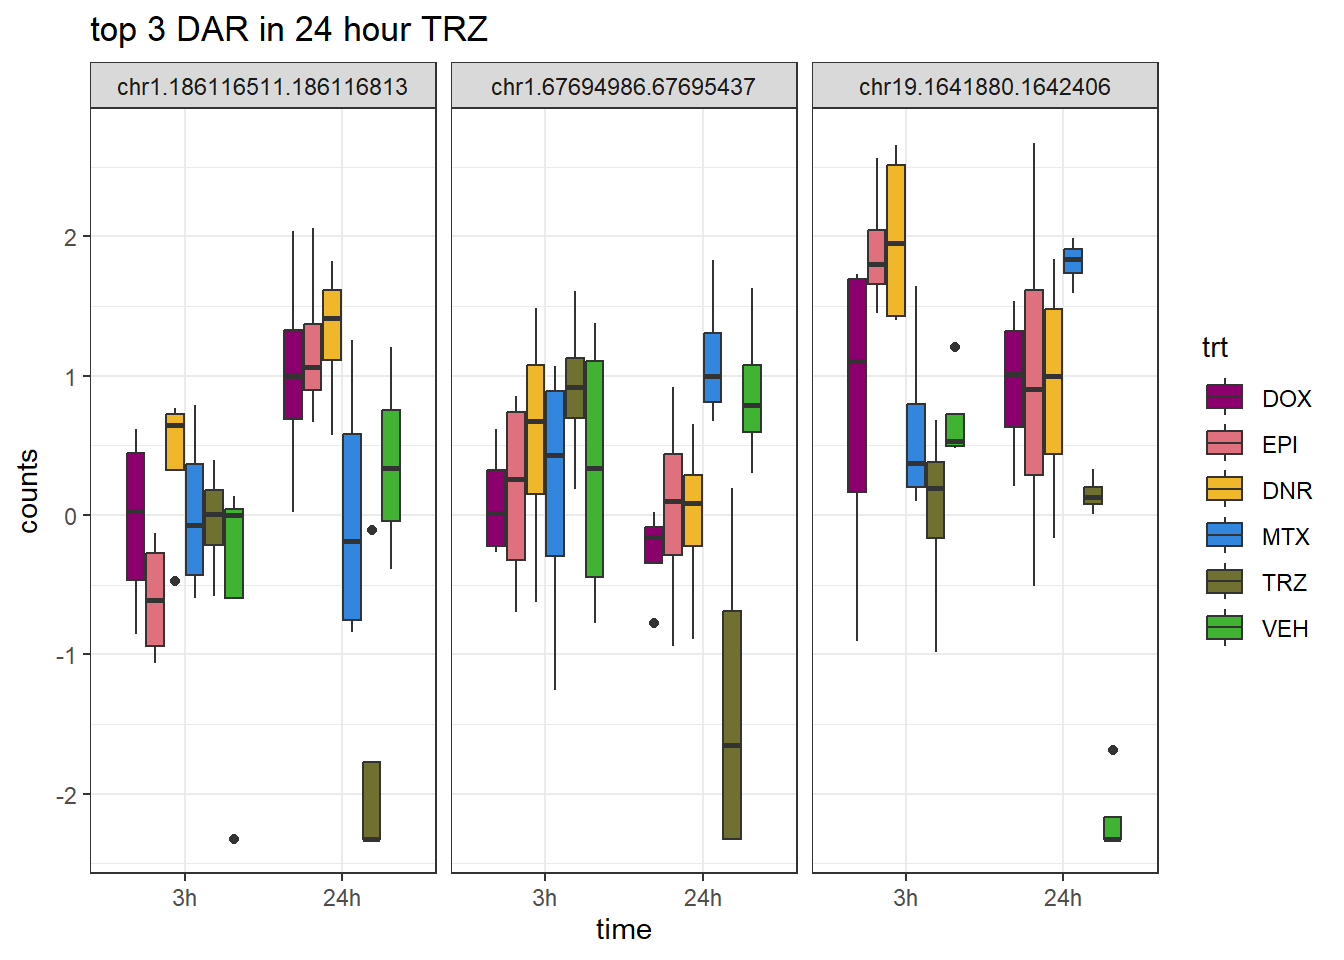 top 3 DAR in 24 hour TRZ
chr1.186116511.186116813
chr1.67694986.67695437
chr19.1641880.1642406
counts
2
1
0
-1
-2
3h
24h
3h
24h
3h
24h
time
trt
DOX
EPI
DNR
MTX
TRZ
VEH